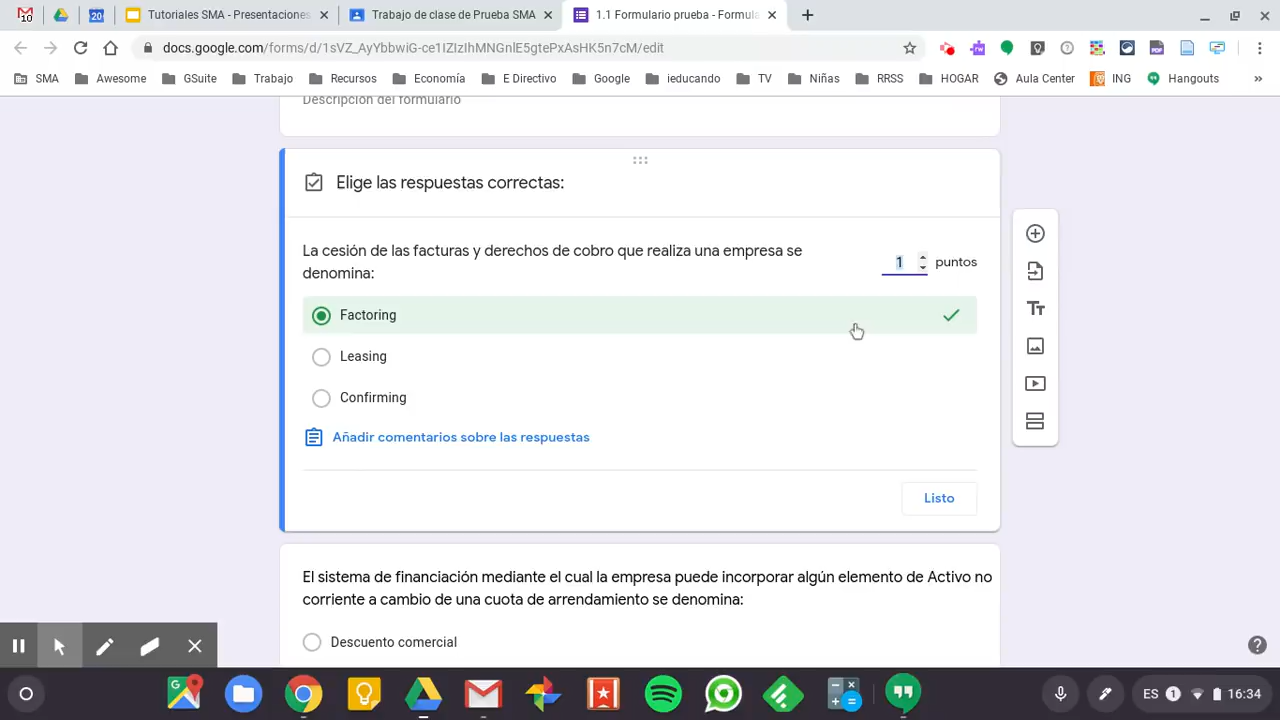 10
20
Tutoriales SMA - Presentaciones
Trabajo de clase de Prueba SMA
1.1 Formulario prueba - Formula
docs.google.com/forms/d/1sVZ_AyYbbwiG-ce1IZIzIhMNGnlE5gtePxAsHK5n7cM/edit
SMA
Awesome
GSuite
Trabajo
Recursos
Economía
E Directivo
Google
ieducando
TV
Niñas
RRSS
HOGAR
Aula Center
ING
Hangouts
»
Descripción del formulario
Elige las respuestas correctas:
La cesión de las facturas y derechos de cobro que realiza una empresa se
denomina:
1 puntos
Factoring
Leasing
Confirming
Añadir comentarios sobre las respuestas
Listo
El sistema de financiación mediante el cual la empresa puede incorporar algún elemento de Activo no
corriente a cambio de una cuota de arrendamiento se denomina:
Descuento comercial
ES 1 16:34